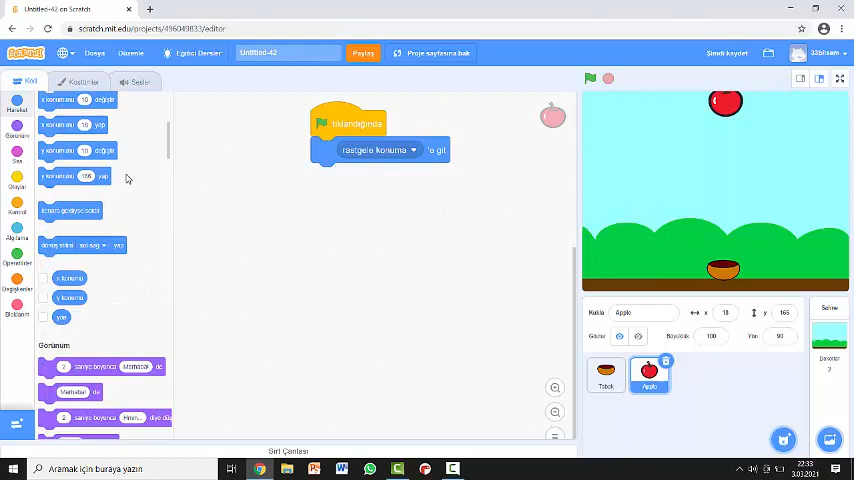 Untitled-42 on Scratch
scratch.mit.edu/projects/496049833/editor
SCRATCH
Dosya
Düzenle
Eğitici Dersler
Untitled-42
Paylaş
Proje sayfasına bak
Şimdi kaydet
33bilsem
Kod
Kostümler
Sesler
Hareket
Görünüm
Ses
Olaylar
Kontrol
Algılama
Operatörler
Değişkenler
Bloklarım
x konumunu 10 değiştir
x konumunu 18 yap
y konumunu 10 değiştir
y konumunu 166 yap
kenara geldiyse sektir
dönüş stilini sol-sağ yap
x konumu
y konumu
yön
Görünüm
2 saniye boyunca Merhaba! de
Merhaba! de
2 saniye boyunca Hmm... diye düşün
tıklandığında
rastgele konuma 'e git
Kukla
Apple
x 18
y 166
Göster
Büyüklük 100
Yön 90
Tabak
Apple
Sahne
Dekorlar
2
Sırt Çantası
Aramak için buraya yazın
22:33
3.03.2021